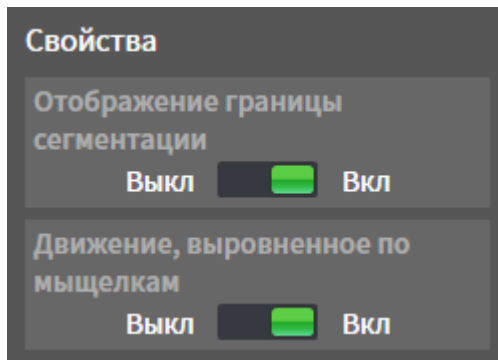 Свойства
Отображение границы
сегментации
Выкл Вкл
Движение, выровненное по
мыщелкам
Выкл Вкл